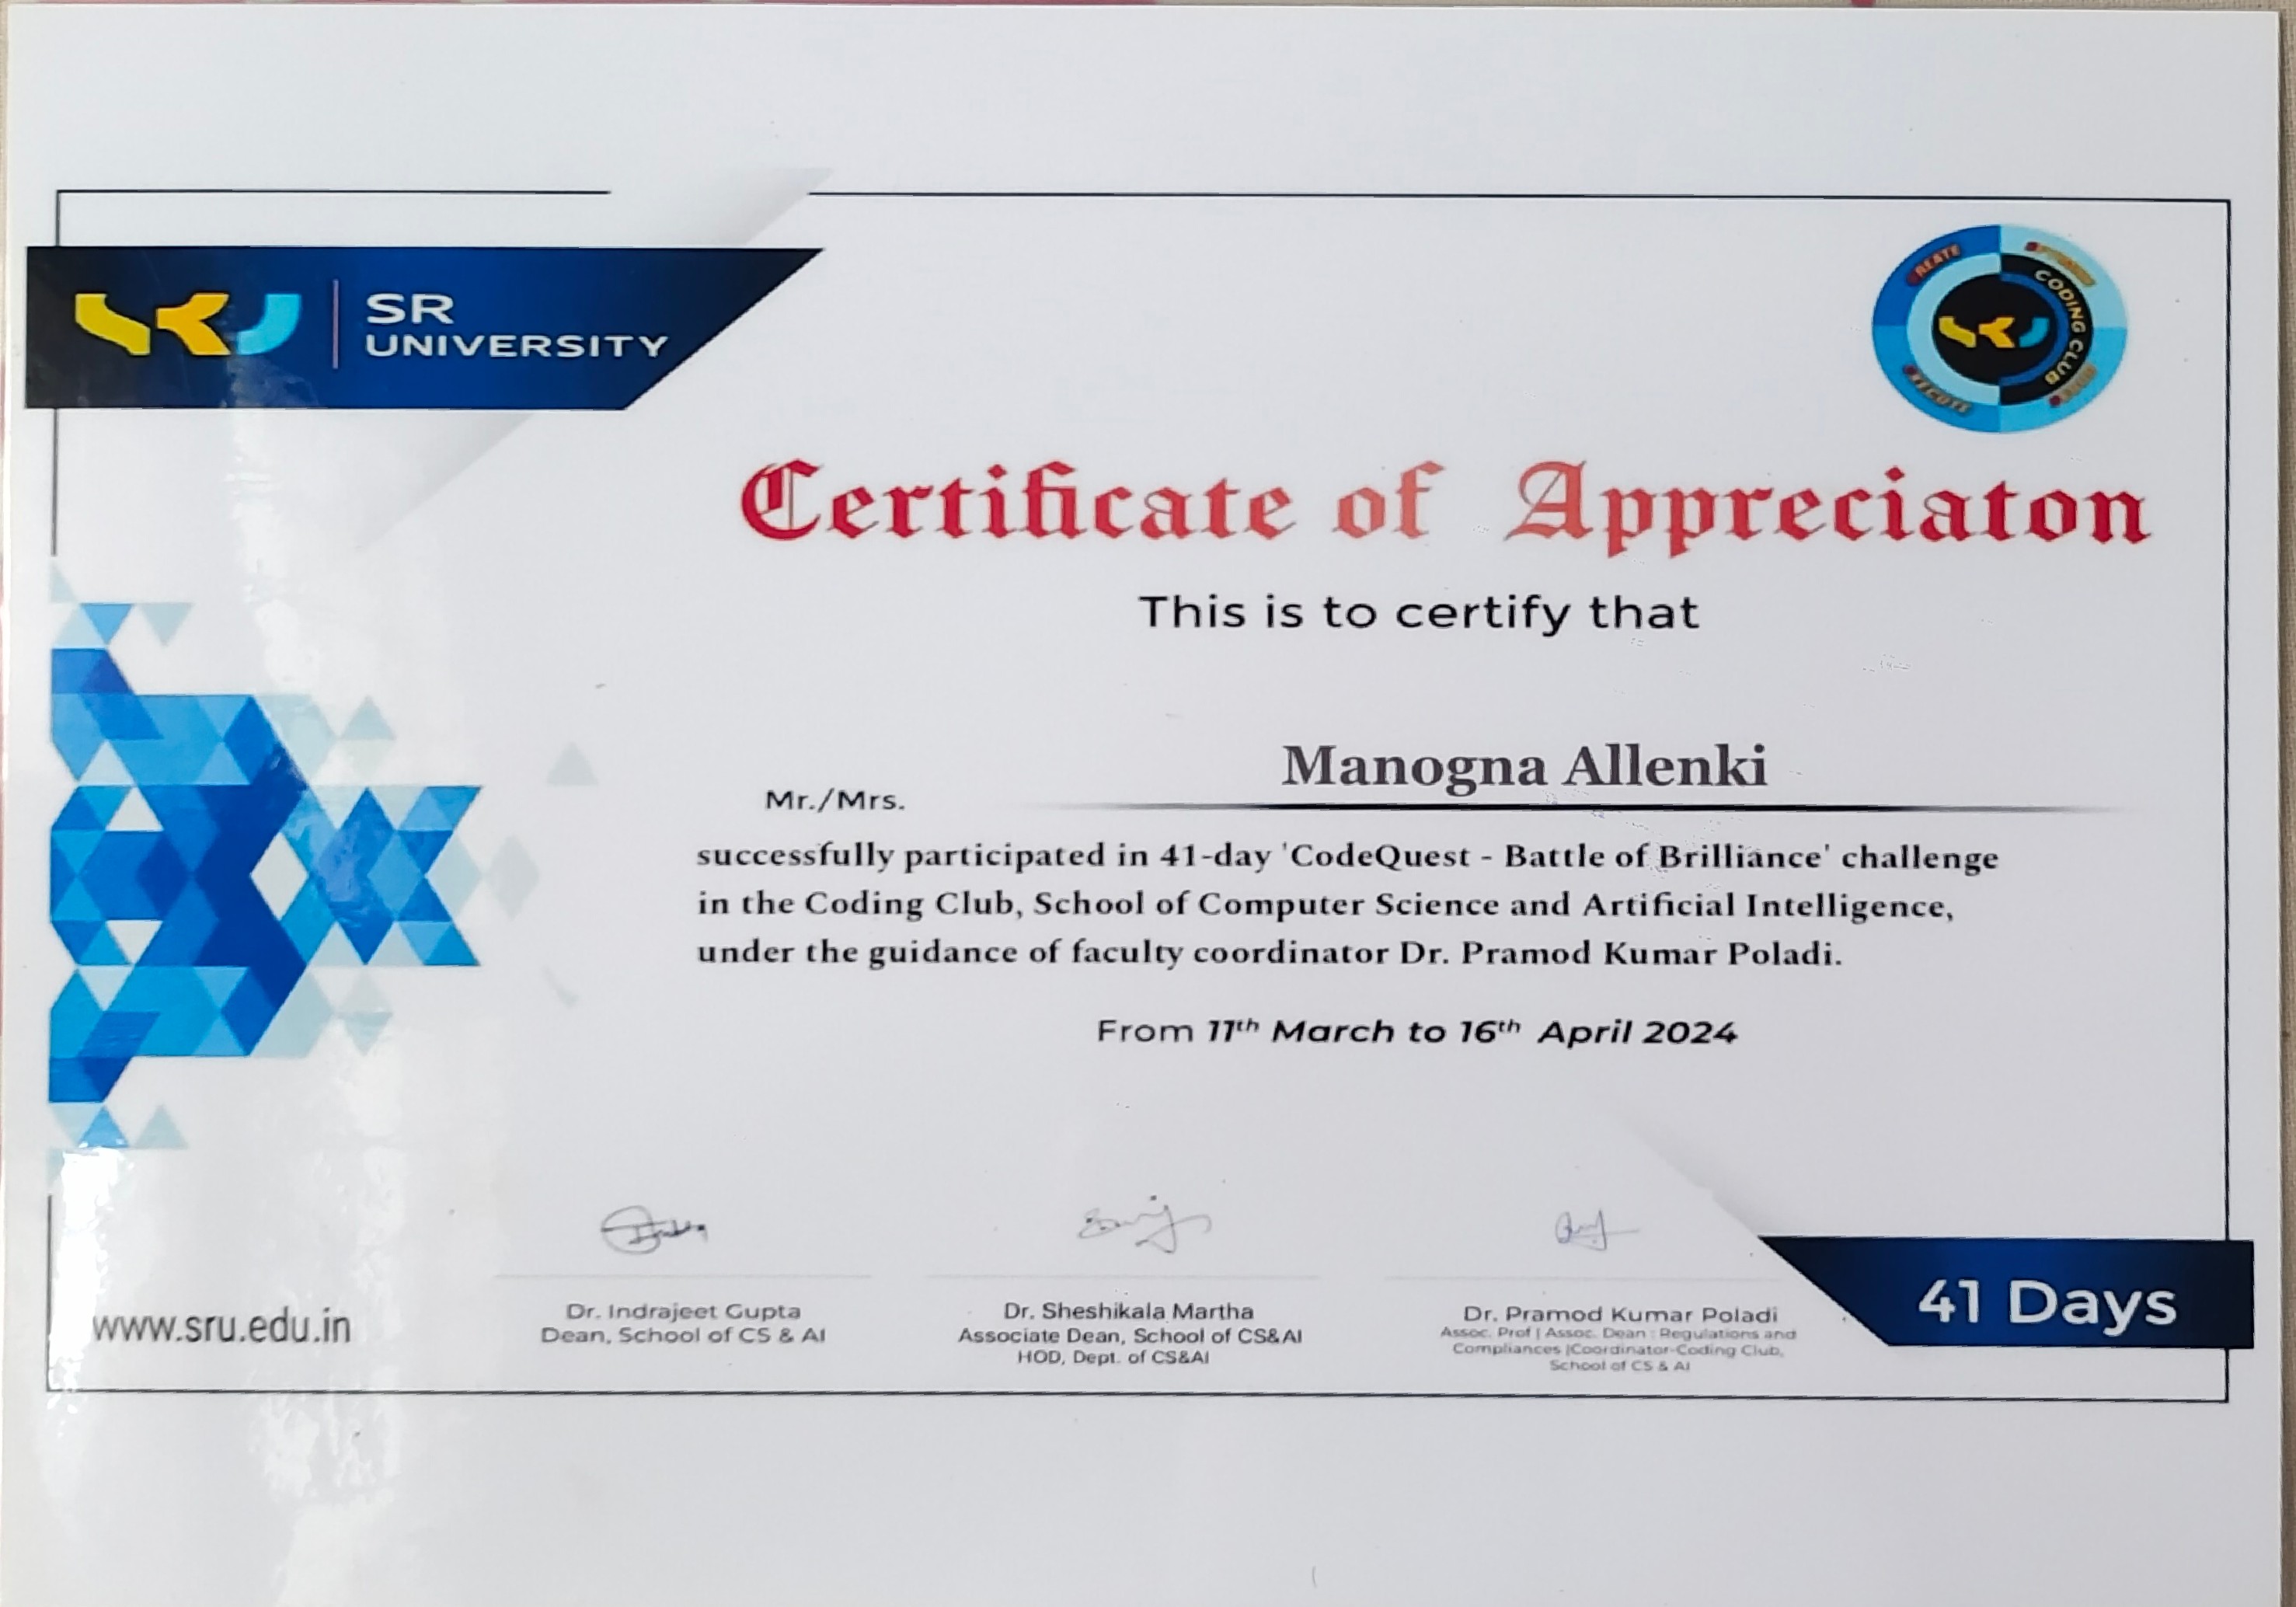 SR
UNIVERSITY
CODING CLUB
Certificate of Appreciaton
This is to certify that
Manogna Allenki
Mr./Mrs.
successfully participated in 41-day 'CodeQuest - Battle of Brilliance' challenge
in the Coding Club, School of Computer Science and Artificial Intelligence,
under the guidance of faculty coordinator Dr. Pramod Kumar Poladi.
From 11th March to 16th April 2024
www.sru.edu.in
Dr. Indrajeet Gupta
Dean, School of CS & AI
Dr. Sheshikala Martha
Associate Dean, School of CS&AI
HOD, Dept. of CS&AI
Dr. Pramod Kumar Poladi
Assoc. Prof | Assoc. Dean : Regulations and
Compliances |Coordinator-Coding Club,
School of CS & AI
41 Days